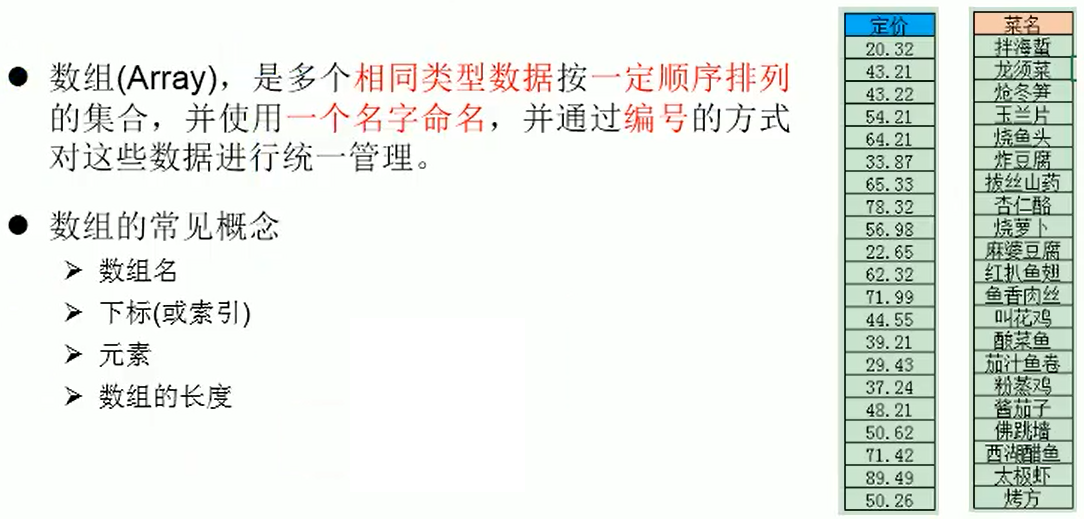 ● 数组(Array)，是多个相同类型数据按一定顺序排列
的集合，并使用一个名字命名，并通过编号的方式
对这些数据进行统一管理。
● 数组的常见概念
➢ 数组名
➢ 下标(或索引)
➢ 元素
➢ 数组的长度
定价
20.32
43.21
43.22
54.21
64.21
33.87
65.33
78.32
56.98
22.65
62.32
71.99
44.55
39.21
29.43
37.24
48.21
50.62
71.42
89.49
50.26
菜名
拌海蜇
龙须菜
炝冬笋
玉兰片
烧鱼头
炸豆腐
拔丝山药
杏仁酪
烧萝卜
麻婆豆腐
红扒鱼翅
鱼香肉丝
叫花鸡
酿菜鱼
茄汁鱼卷
粉蒸鸡
酱茄子
佛跳墙
西湖醋鱼
太极虾
烤方